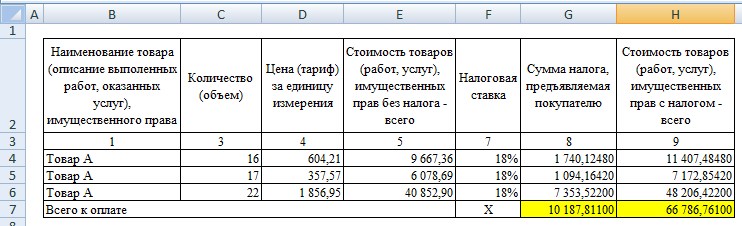 A B C D E F G H
1
2
Наименование товара
(описание выполенных
работ, оказанных
услуг),
имущественного права
Количество
(объем)
Цена (тариф)
за единицу
измерения
Стоимость товаров
(работ, услуг),
имущественных
прав без налога -
всего
Налоговая
ставка
Сумма налога,
предъявляемая
покупателю
Стоимость товаров
(работ, услуг),
имущественных
прав с налогом -
всего
3 1 3 4 5 7 8 9
4 Товар А 16 604,21 9 667,36 18% 1 740,12480 11 407,48480
5 Товар А 17 357,57 6 078,69 18% 1 094,16420 7 172,85420
6 Товар А 22 1 856,95 40 852,90 18% 7 353,52200 48 206,42200
7 Всего к оплате X 10 187,81100 66 786,76100